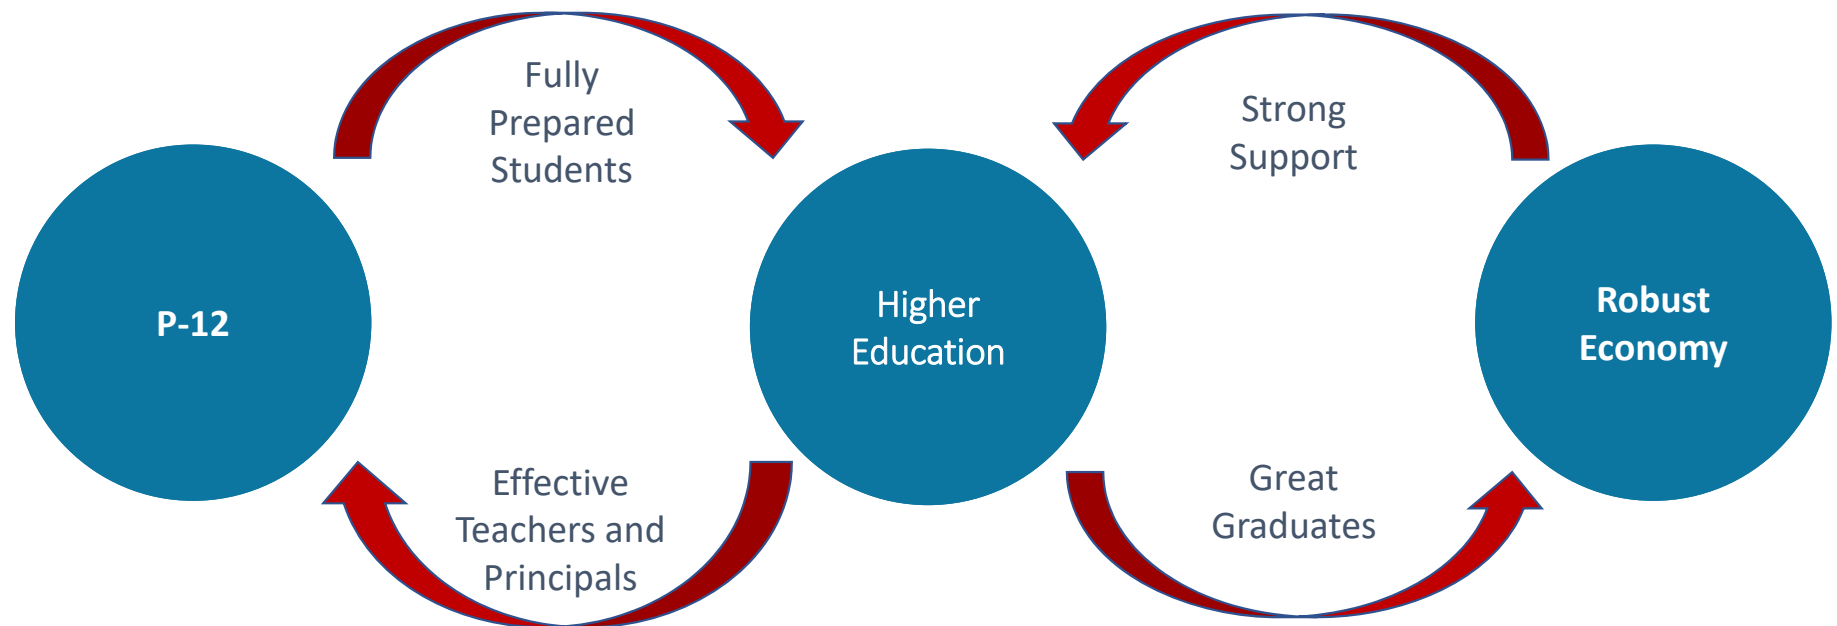 Fully
Prepared
Students
Strong
Support
P-12
Higher
Education
Robust
Economy
Effective
Teachers and
Principals
Great
Graduates